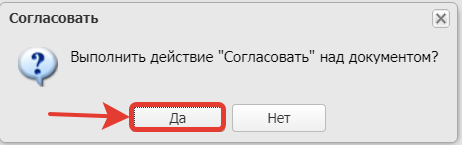 Согласовать
Выполнить действие "Согласовать" над документом?
Да
Нет